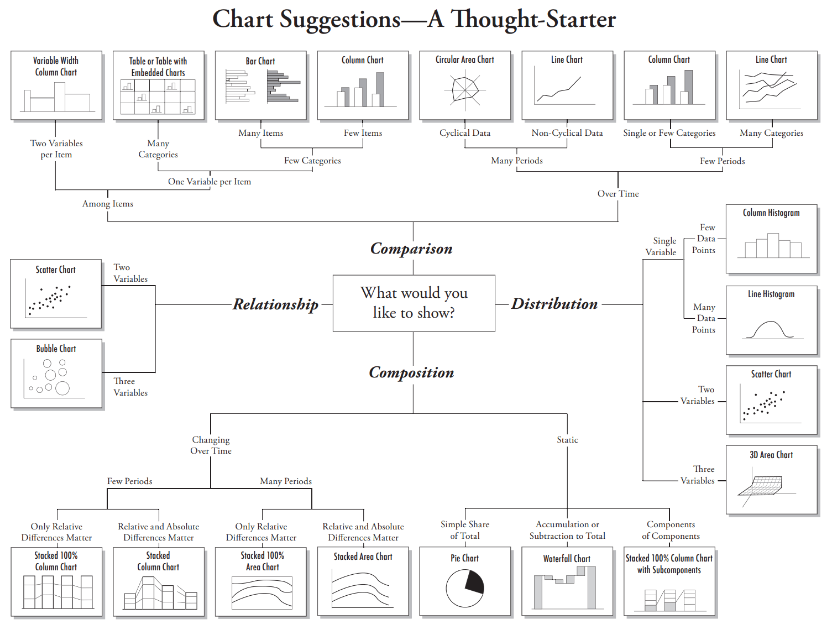 Chart Suggestions—A Thought-Starter
Variable Width
Column Chart
Table or Table with
Embedded Charts
Bar Chart
Column Chart
Circular Area Chart
Line Chart
Column Chart
Line Chart
Two Variables
per Item
Many
Categories
Many Items
Few Items
Cyclical Data
Non-Cyclical Data
Single or Few Categories
Many Categories
Few Categories
Many Periods
Few Periods
One Variable per Item
Among Items
Over Time
Comparison
What would you
like to show?
Relationship
Two
Variables
Scatter Chart
Three
Variables
Bubble Chart
Distribution
Single
Variable
Few
Data
Points
Column Histogram
Many
Data
Points
Line Histogram
Two
Variables
Scatter Chart
Three
Variables
3D Area Chart
Composition
Changing
Over Time
Static
Few Periods
Many Periods
Only Relative
Differences Matter
Relative and Absolute
Differences Matter
Only Relative
Differences Matter
Relative and Absolute
Differences Matter
Simple Share
of Total
Accumulation or
Subtraction to Total
Components
of Components
Stacked 100%
Column Chart
Stacked
Column Chart
Stacked 100%
Area Chart
Stacked Area Chart
Pie Chart
Waterfall Chart
Stacked 100% Column Chart
with Subcomponents